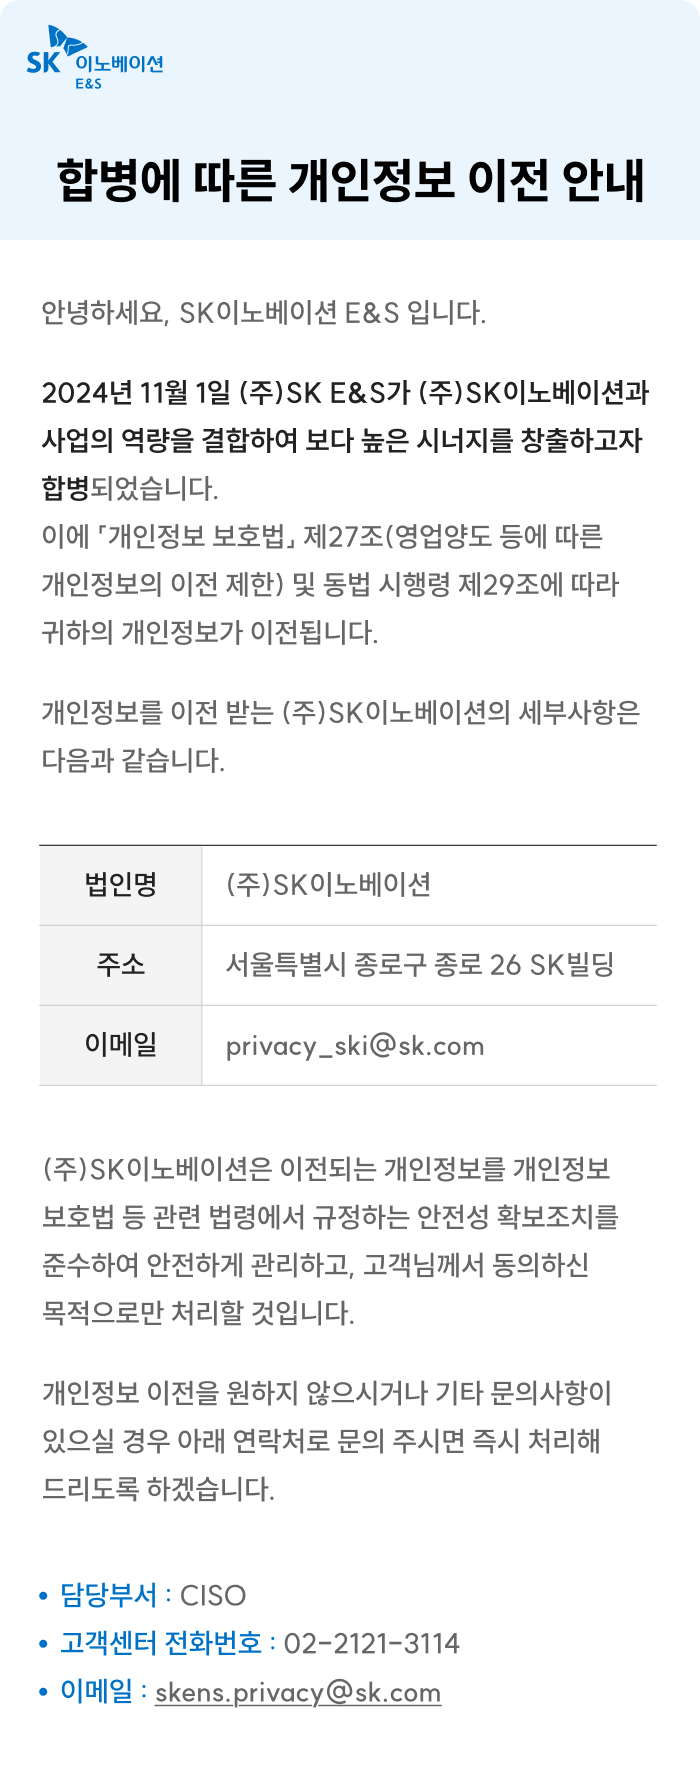 SK 이노베이션
E&S
합병에 따른 개인정보 이전 안내
안녕하세요, SK이노베이션 E&S 입니다.
2024년 11월 1일 (주)SK E&S가 (주)SK이노베이션과
사업의 역량을 결합하여 보다 높은 시너지를 창출하고자
합병되었습니다.
이에 「개인정보 보호법」 제27조(영업양도 등에 따른
개인정보의 이전 제한) 및 동법 시행령 제29조에 따라
귀하의 개인정보가 이전됩니다.
개인정보를 이전 받는 (주)SK이노베이션의 세부사항은
다음과 같습니다.
법인명 (주)SK이노베이션
주소 서울특별시 종로구 종로 26 SK빌딩
이메일 privacy_ski@sk.com
(주)SK이노베이션은 이전되는 개인정보를 개인정보
보호법 등 관련 법령에서 규정하는 안전성 확보조치를
준수하여 안전하게 관리하고, 고객님께서 동의하신
목적으로만 처리할 것입니다.
개인정보 이전을 원하지 않으시거나 기타 문의사항이
있으실 경우 아래 연락처로 문의 주시면 즉시 처리해
드리도록 하겠습니다.
• 담당부서 : CISO
• 고객센터 전화번호 : 02-2121-3114
• 이메일 : skens.privacy@sk.com